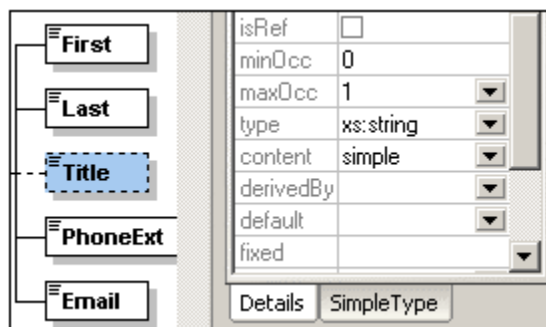 First
Last
Title
PhoneExt
Email
isRef
minOcc 0
maxOcc 1
type xs:string
content simple
derivedBy
default
fixed
Details SimpleType